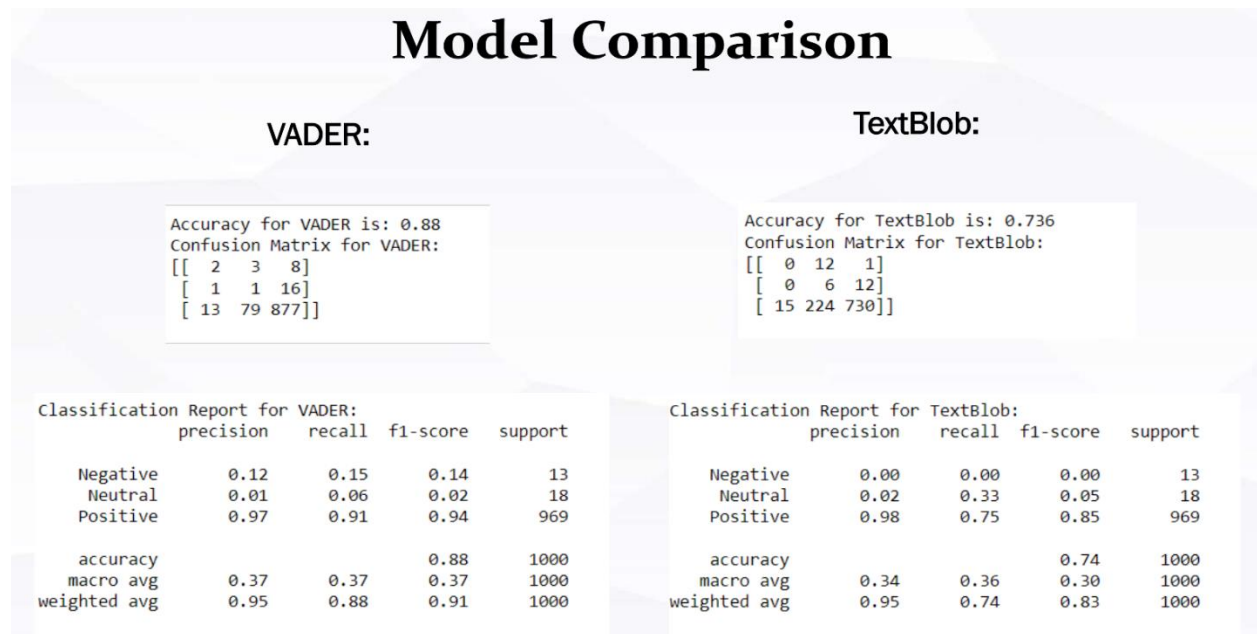 Model Comparison
VADER:
Accuracy for VADER is: 0.88
Confusion Matrix for VADER:
[[ 2 3 8]
[ 1 1 16]
[ 13 79 877]]
Classification Report for VADER:
precision recall f1-score support
Negative 0.12 0.15 0.14 13
Neutral 0.01 0.06 0.02 18
Positive 0.97 0.91 0.94 969
accuracy 0.88 1000
macro avg 0.37 0.37 0.37 1000
weighted avg 0.95 0.88 0.91 1000
TextBlob:
Accuracy for TextBlob is: 0.736
Confusion Matrix for TextBlob:
[[ 0 12 1]
[ 0 6 12]
[ 15 224 730]]
Classification Report for TextBlob:
precision recall f1-score support
Negative 0.00 0.00 0.00 13
Neutral 0.02 0.33 0.05 18
Positive 0.98 0.75 0.85 969
accuracy 0.74 1000
macro avg 0.34 0.36 0.30 1000
weighted avg 0.95 0.74 0.83 1000